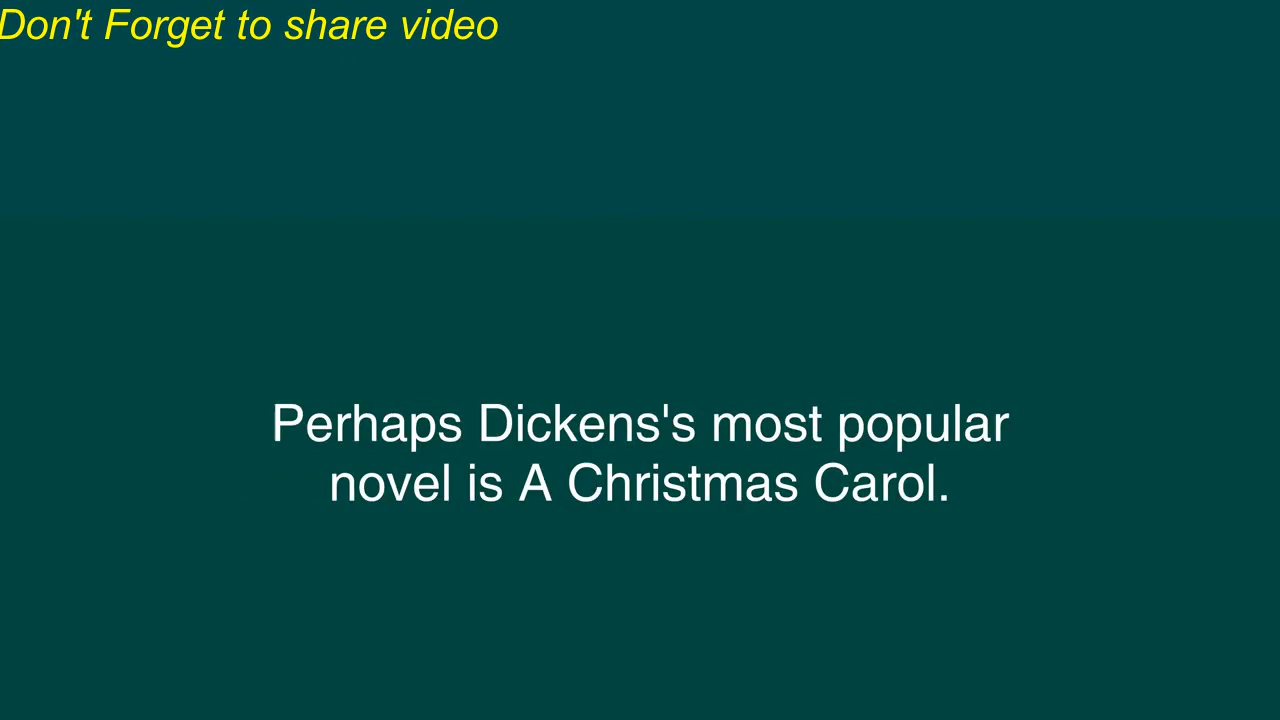 Don't Forget to share video
Perhaps Dickens's most popular
novel is A Christmas Carol.